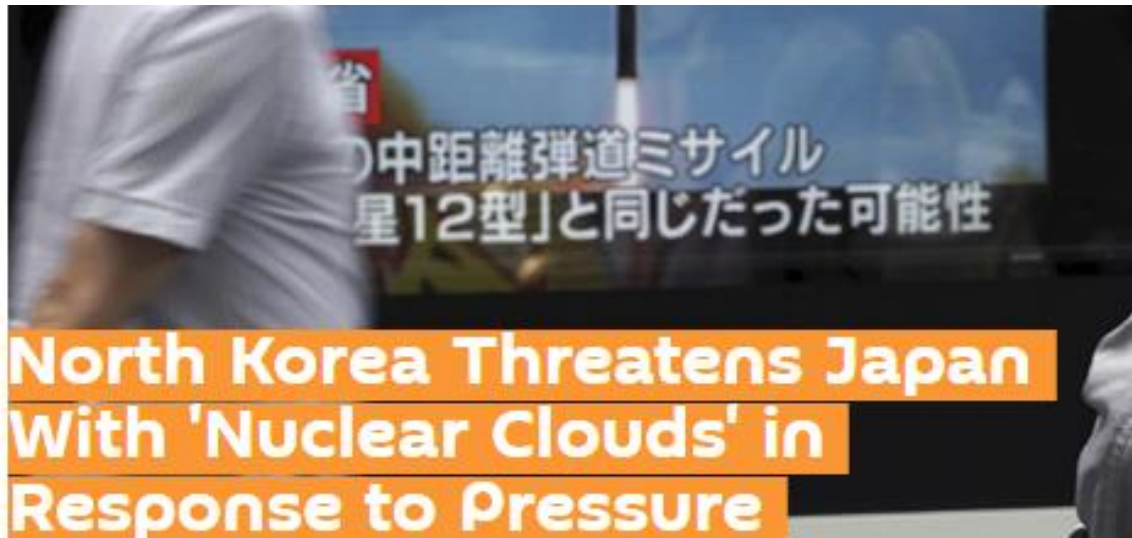 省
の中距離弾道ミサイル
星12型」と同じだった可能性
North Korea Threatens Japan
With 'Nuclear Clouds' in
Response to Pressure